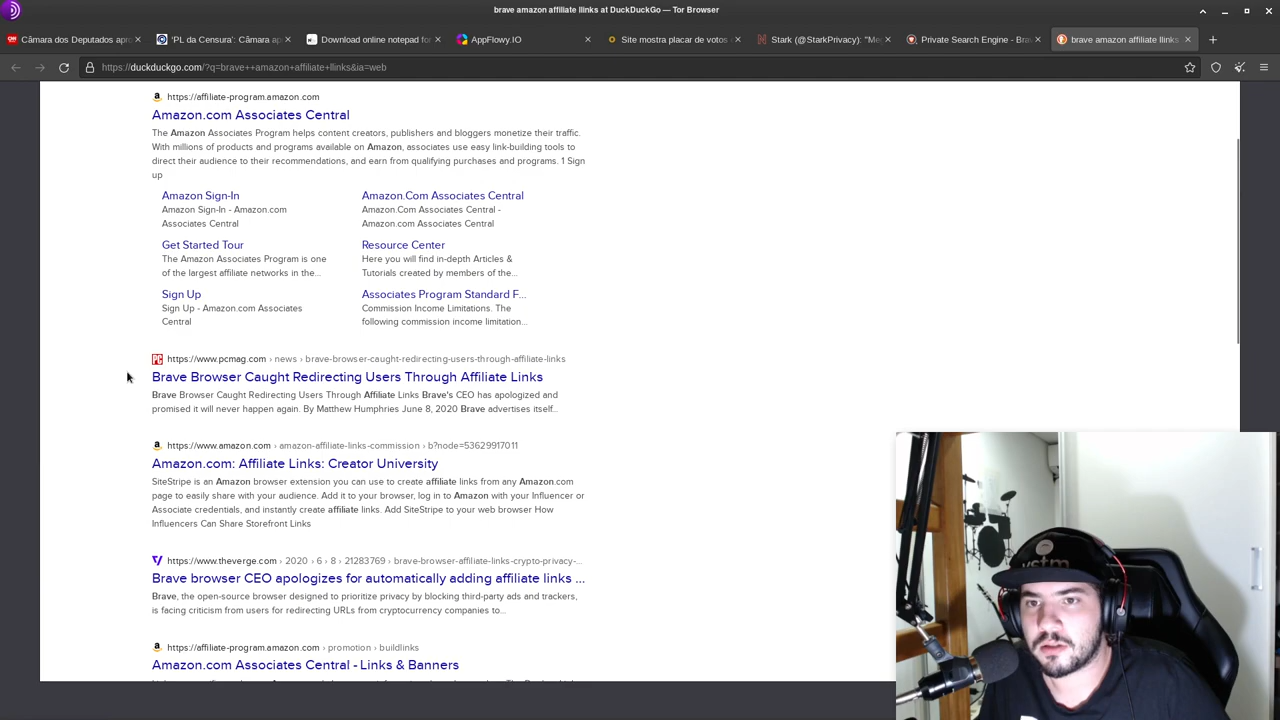 brave amazon affiliate llinks at DuckDuckGo — Tor Browser
Câmara dos Deputados apro
'PL da Censura': Câmara ap
Download online notepad for
AppFlowy.IO
Site mostra placar de votos
Stark (@StarkPrivacy): "Me
Private Search Engine - Bra
brave amazon affiliate llinks
https://duckduckgo.com/?q=brave++amazon+affiliate+llinks&ia=web
https://affiliate-program.amazon.com
Amazon.com Associates Central
The Amazon Associates Program helps content creators, publishers and bloggers monetize their traffic.
With millions of products and programs available on Amazon, associates use easy link-building tools to
direct their audience to their recommendations, and earn from qualifying purchases and programs. 1 Sign
up
Amazon Sign-In
Amazon Sign-In - Amazon.com
Associates Central
Amazon.Com Associates Central
Amazon.Com Associates Central -
Amazon.com Associates Central
Get Started Tour
The Amazon Associates Program is one
of the largest affiliate networks in the...
Resource Center
Here you will find in-depth Articles &
Tutorials created by members of the...
Sign Up
Sign Up - Amazon.com Associates
Central
Associates Program Standard F...
Commission Income Limitations. The
following commission income limitation...
https://www.pcmag.com › news › brave-browser-caught-redirecting-users-through-affiliate-links
Brave Browser Caught Redirecting Users Through Affiliate Links
Brave Browser Caught Redirecting Users Through Affiliate Links Brave's CEO has apologized and
promised it will never happen again. By Matthew Humphries June 8, 2020 Brave advertises itself...
https://www.amazon.com › amazon-affiliate-links-commission › b?node=53629917011
Amazon.com: Affiliate Links: Creator University
SiteStripe is an Amazon browser extension you can use to create affiliate links from any Amazon.com
page to easily share with your audience. Add it to your browser, log in to Amazon with your Influencer or
Associate credentials, and instantly create affiliate links. Add SiteStripe to your web browser How
Influencers Can Share Storefront Links
https://www.theverge.com › 2020 › 6 › 8 › 21283769 › brave-browser-affiliate-links-crypto-privacy-...
Brave browser CEO apologizes for automatically adding affiliate links ...
Brave, the open-source browser designed to prioritize privacy by blocking third-party ads and trackers,
is facing criticism from users for redirecting URLs from cryptocurrency companies to...
https://affiliate-program.amazon.com › promotion › buildlinks
Amazon.com Associates Central - Links & Banners